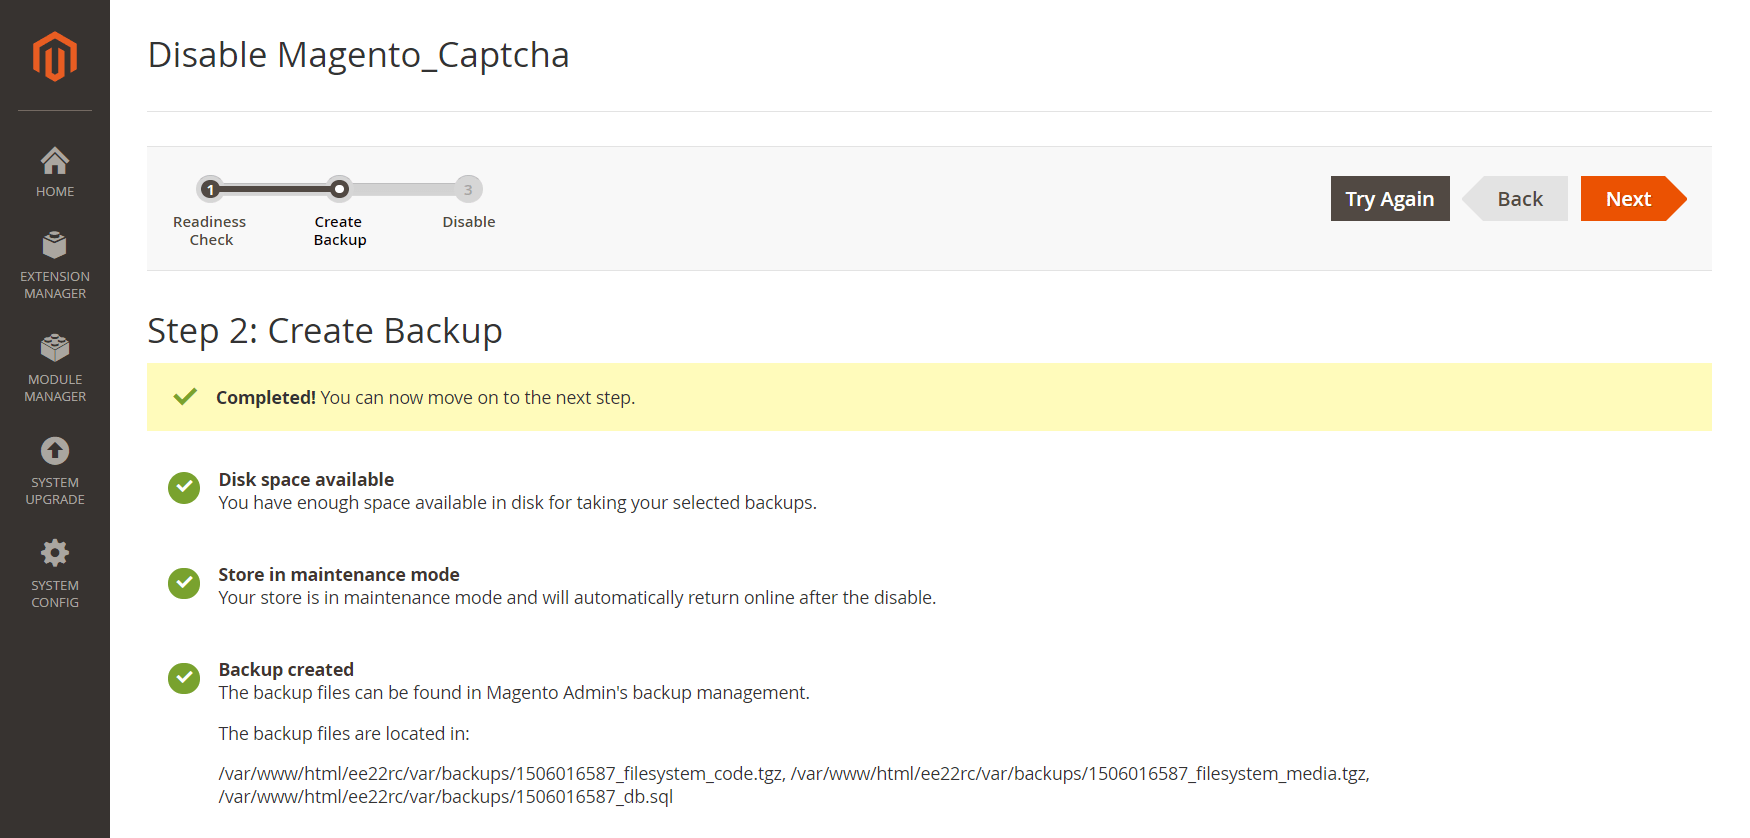 Disable Magento_Captcha
HOME
EXTENSION
MANAGER
MODULE
MANAGER
SYSTEM
UPGRADE
SYSTEM
CONFIG
1
3
Readiness
Check
Create
Backup
Disable
Try Again
Back
Next
Step 2: Create Backup
Completed! You can now move on to the next step.
Disk space available
You have enough space available in disk for taking your selected backups.
Store in maintenance mode
Your store is in maintenance mode and will automatically return online after the disable.
Backup created
The backup files can be found in Magento Admin's backup management.
The backup files are located in:
/var/www/html/ee22rc/var/backups/1506016587_filesystem_code.tgz, /var/www/html/ee22rc/var/backups/1506016587_filesystem_media.tgz,
/var/www/html/ee22rc/var/backups/1506016587_db.sql